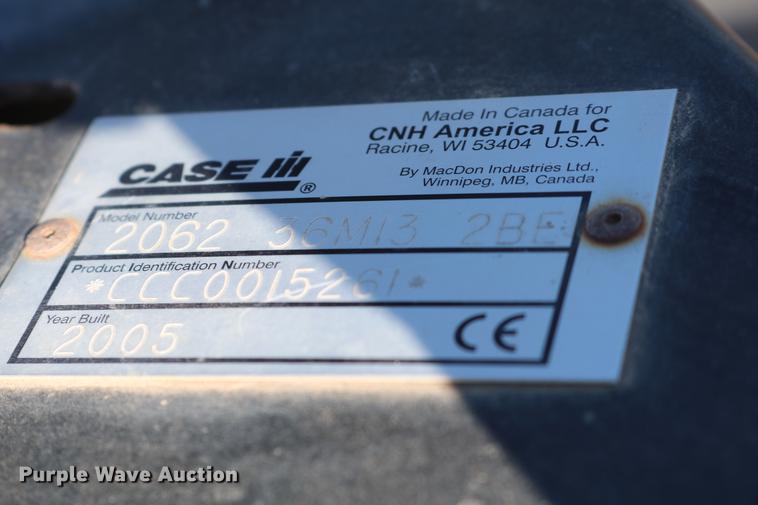 Made In Canada for
CNH America LLC
Racine, WI 53404 U.S.A.
By MacDon Industries Ltd.,
Winnipeg, MB, Canada
CASE IH®
Model Number
2062 36M13 2BE
Product Identification Number
*CCC0015261*
Year Built
2005
CE
Purple Wave Auction